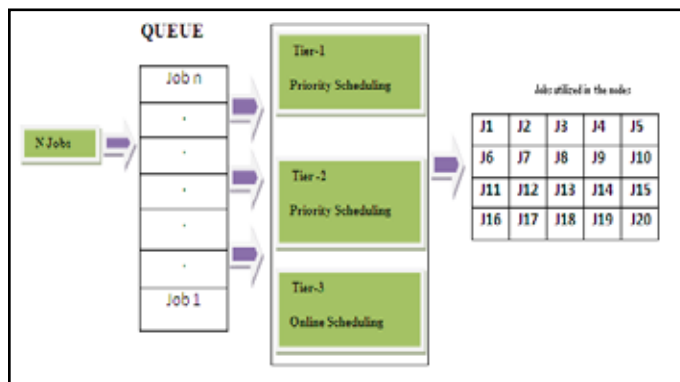 QUEUE
N Jobs
Job n
.
.
.
.
.
Job 1
Tier-1
Priority Scheduling
Tier -2
Priority Scheduling
Tier-3
Online Scheduling
Jobs utilized in the nodes
J1 J2 J3 J4 J5
J6 J7 J8 J9 J10
J11 J12 J13 J14 J15
J16 J17 J18 J19 J20